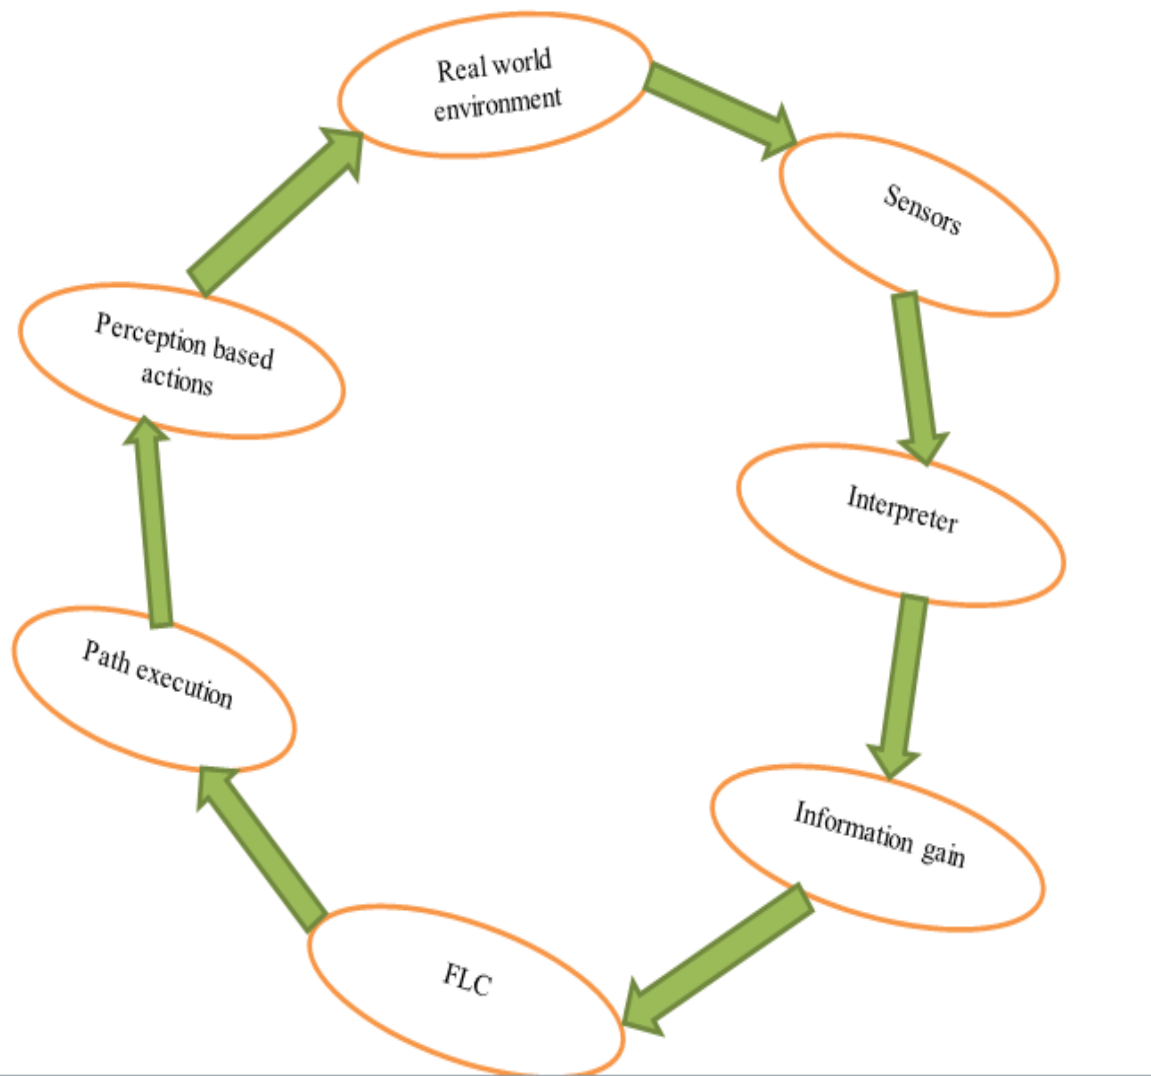 Real world
environment
Sensors
Interpreter
Information gain
FLC
Path execution
Perception based
actions